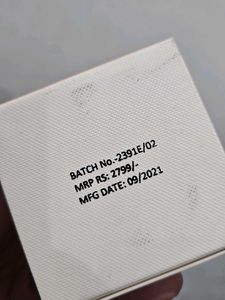 BATCH No.-2391E/02
MRP RS: 2799/-
MFG DATE: 09/2021